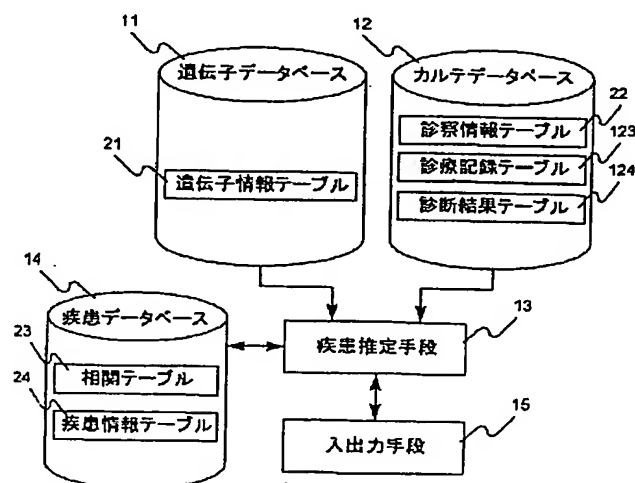 11
遺伝子データベース
21
遺伝子情報テーブル
12
カルテデータベース
22
診察情報テーブル
123
診療記録テーブル
124
診断結果テーブル
14
疾患データベース
23
相関テーブル
24
疾患情報テーブル
13
疾患推定手段
15
入出力手段